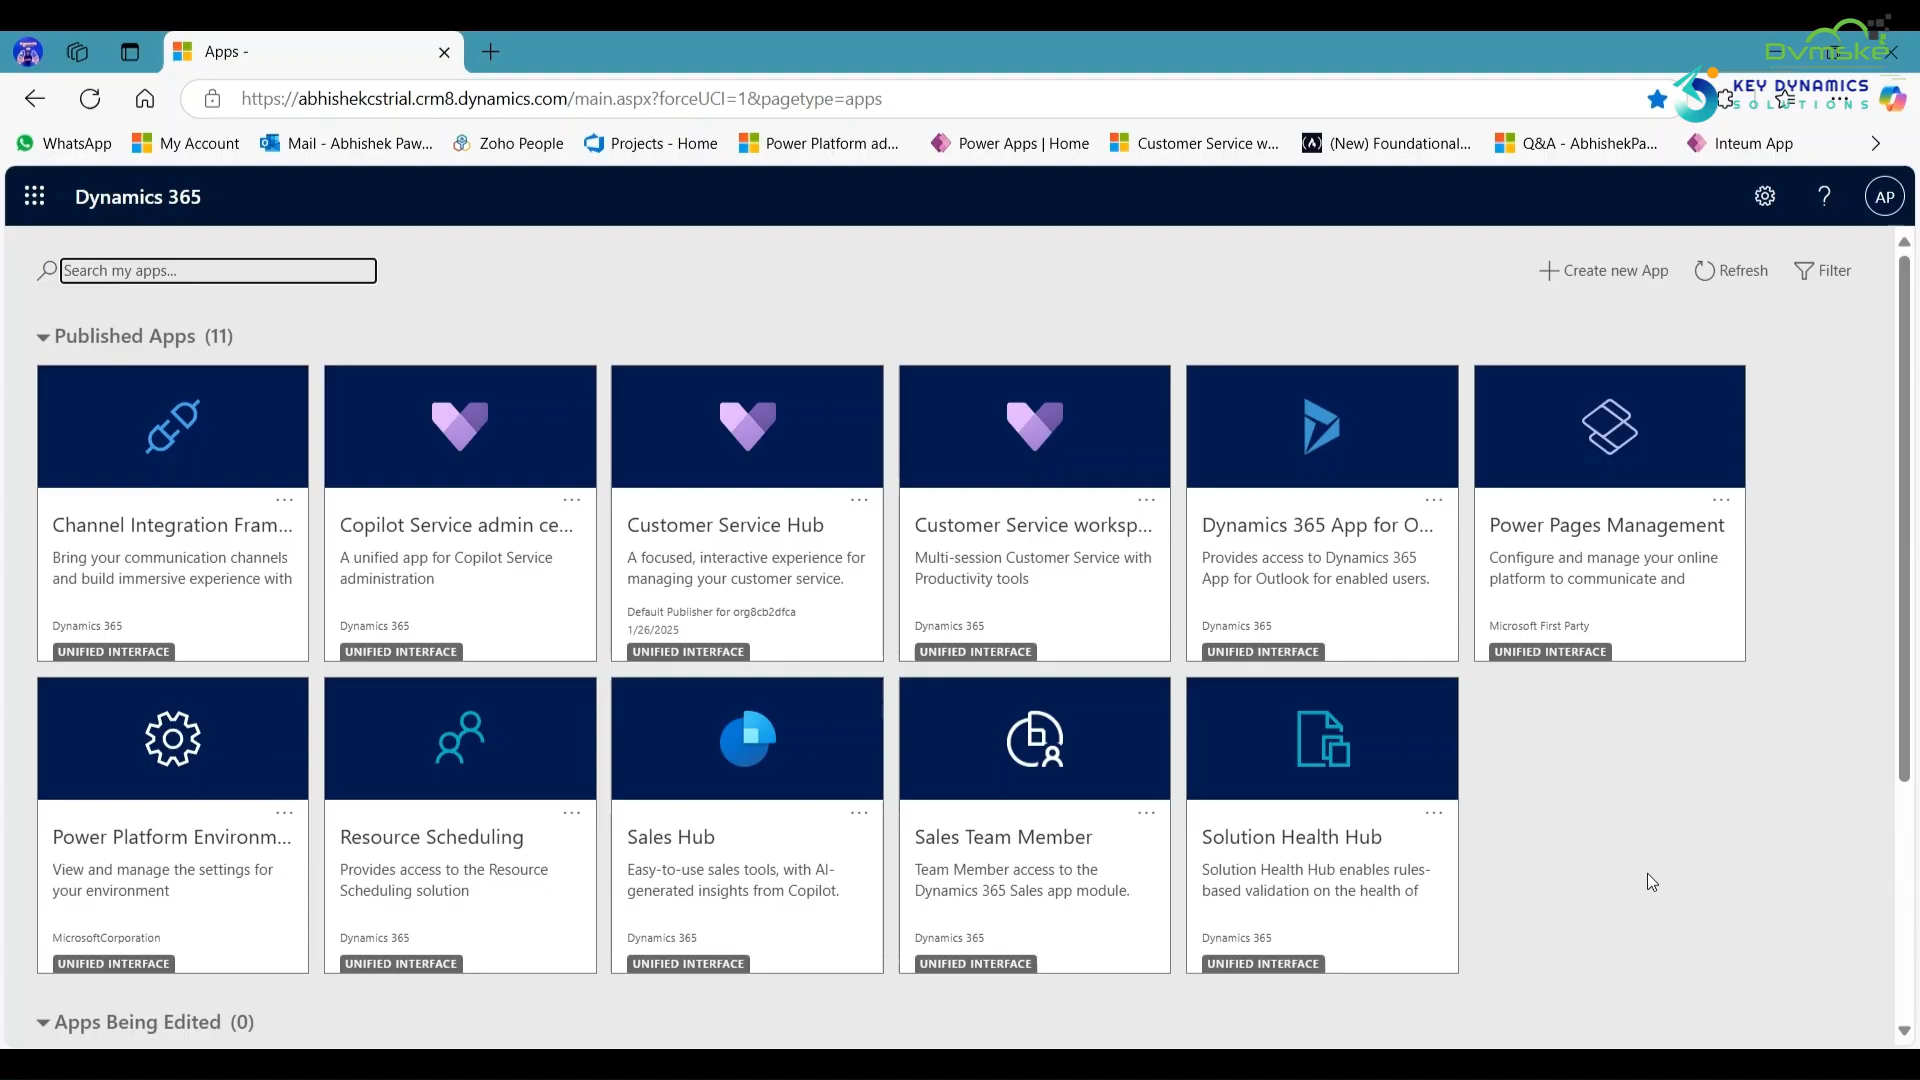 Dvmske
Apps -
https://abhishekcstrial.crm8.dynamics.com/main.aspx?forceUCI=1&pagetype=apps
KEY DYNAMICS
SOLUTIONS
WhatsApp
My Account
Mail - Abhishek Paw...
Zoho People
Projects - Home
Power Platform ad...
Power Apps | Home
Customer Service w...
(New) Foundational...
Q&A - AbhishekPa...
Inteum App
Dynamics 365
AP
Search my apps...
Create new App
Refresh
Filter
Published Apps (11)
Channel Integration Fram...
Bring your communication channels
and build immersive experience with
Dynamics 365
UNIFIED INTERFACE
Copilot Service admin ce...
A unified app for Copilot Service
administration
Dynamics 365
UNIFIED INTERFACE
Customer Service Hub
A focused, interactive experience for
managing your customer service.
Default Publisher for org8cb2dfca
1/26/2025
UNIFIED INTERFACE
Customer Service worksp...
Multi-session Customer Service with
Productivity tools
Dynamics 365
UNIFIED INTERFACE
Dynamics 365 App for O...
Provides access to Dynamics 365
App for Outlook for enabled users.
Dynamics 365
UNIFIED INTERFACE
Power Pages Management
Configure and manage your online
platform to communicate and
Microsoft First Party
UNIFIED INTERFACE
Power Platform Environm...
View and manage the settings for
your environment
MicrosoftCorporation
UNIFIED INTERFACE
Resource Scheduling
Provides access to the Resource
Scheduling solution
Dynamics 365
UNIFIED INTERFACE
Sales Hub
Easy-to-use sales tools, with AI-
generated insights from Copilot.
Dynamics 365
UNIFIED INTERFACE
Sales Team Member
Team Member access to the
Dynamics 365 Sales app module.
Dynamics 365
UNIFIED INTERFACE
Solution Health Hub
Solution Health Hub enables rules-
based validation on the health of
Dynamics 365
UNIFIED INTERFACE
Apps Being Edited (0)